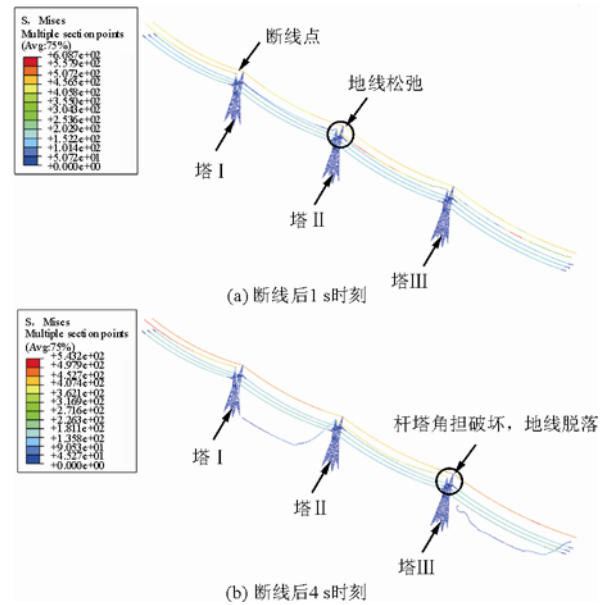 S, Mises
Multiple section points
(Avg:75%)
+6.087e+02
+5.579e+02
+5.072e+02
+4.565e+02
+4.058e+02
+3.550e+02
+3.043e+02
+2.536e+02
+2.029e+02
+1.522e+02
+1.014e+02
+5.072e+01
+0.000e+00
断线点
地线松弛
塔 I
塔 II
塔III
(a) 断线后1 s时刻
S, Mises
Multiple section points
(Avg:75%)
+5.432e+02
+4.979e+02
+4.527e+02
+4.074e+02
+3.621e+02
+3.169e+02
+2.716e+02
+2.263e+02
+1.811e+02
+1.358e+02
+9.053e+01
+4.527e+01
+0.000e+00
杆塔角担破坏，地线脱落
塔 I
塔 II
塔III
(b) 断线后4 s时刻